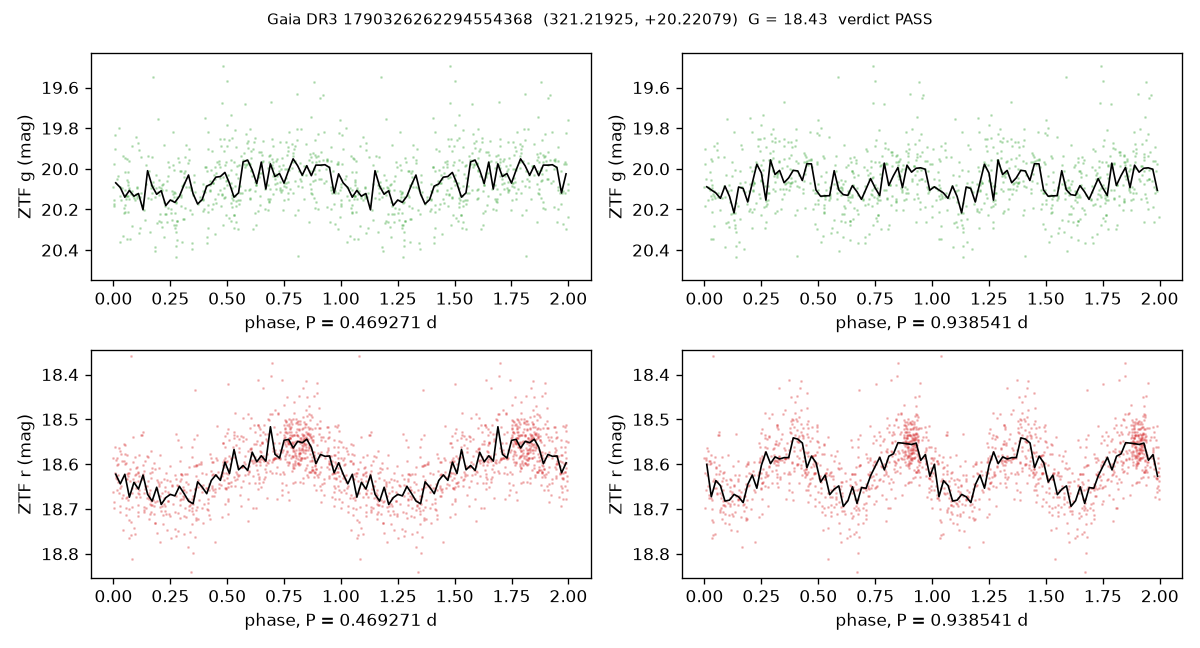 Gaia DR3 1790326262294554368 (321.21925, +20.22079) G = 18.43 verdict PASS
ZTF g (mag)
19.6
19.8
20.0
20.2
20.4
0.00 0.25 0.50 0.75 1.00 1.25 1.50 1.75 2.00
phase, P = 0.469271 d
ZTF g (mag)
19.6
19.8
20.0
20.2
20.4
0.00 0.25 0.50 0.75 1.00 1.25 1.50 1.75 2.00
phase, P = 0.938541 d
ZTF r (mag)
18.4
18.5
18.6
18.7
18.8
0.00 0.25 0.50 0.75 1.00 1.25 1.50 1.75 2.00
phase, P = 0.469271 d
ZTF r (mag)
18.4
18.5
18.6
18.7
18.8
0.00 0.25 0.50 0.75 1.00 1.25 1.50 1.75 2.00
phase, P = 0.938541 d